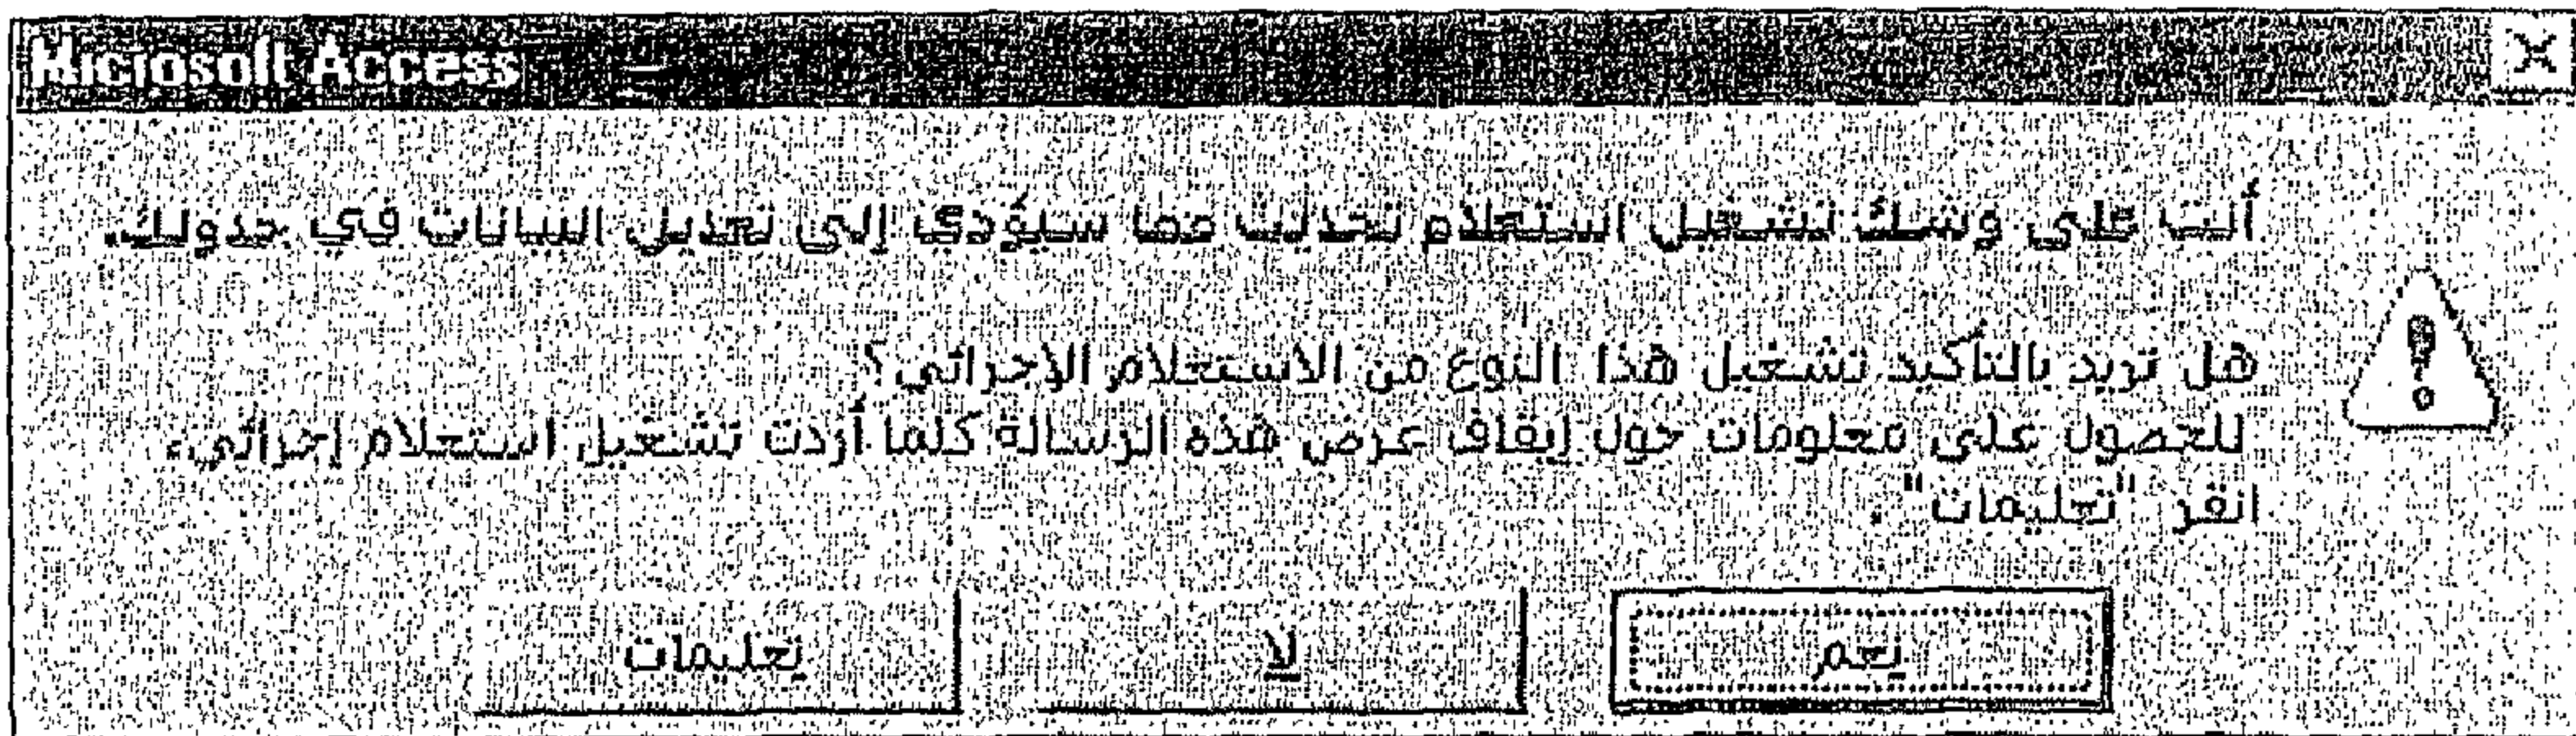 Microsoft Access
أنت على وشك تشغيل استعلام تحديث مما سيؤدي إلى تعديل البيانات في جدولك.
هل تريد بالتأكيد تشغيل هذا النوع من الاستعلام الإجرائي؟
للحصول على معلومات حول إيقاف عرض هذه الرسالة كلما أردت تشغيل استعلام إجرائي،
انقر "تعليمات".
نعم
لا
تعليمات